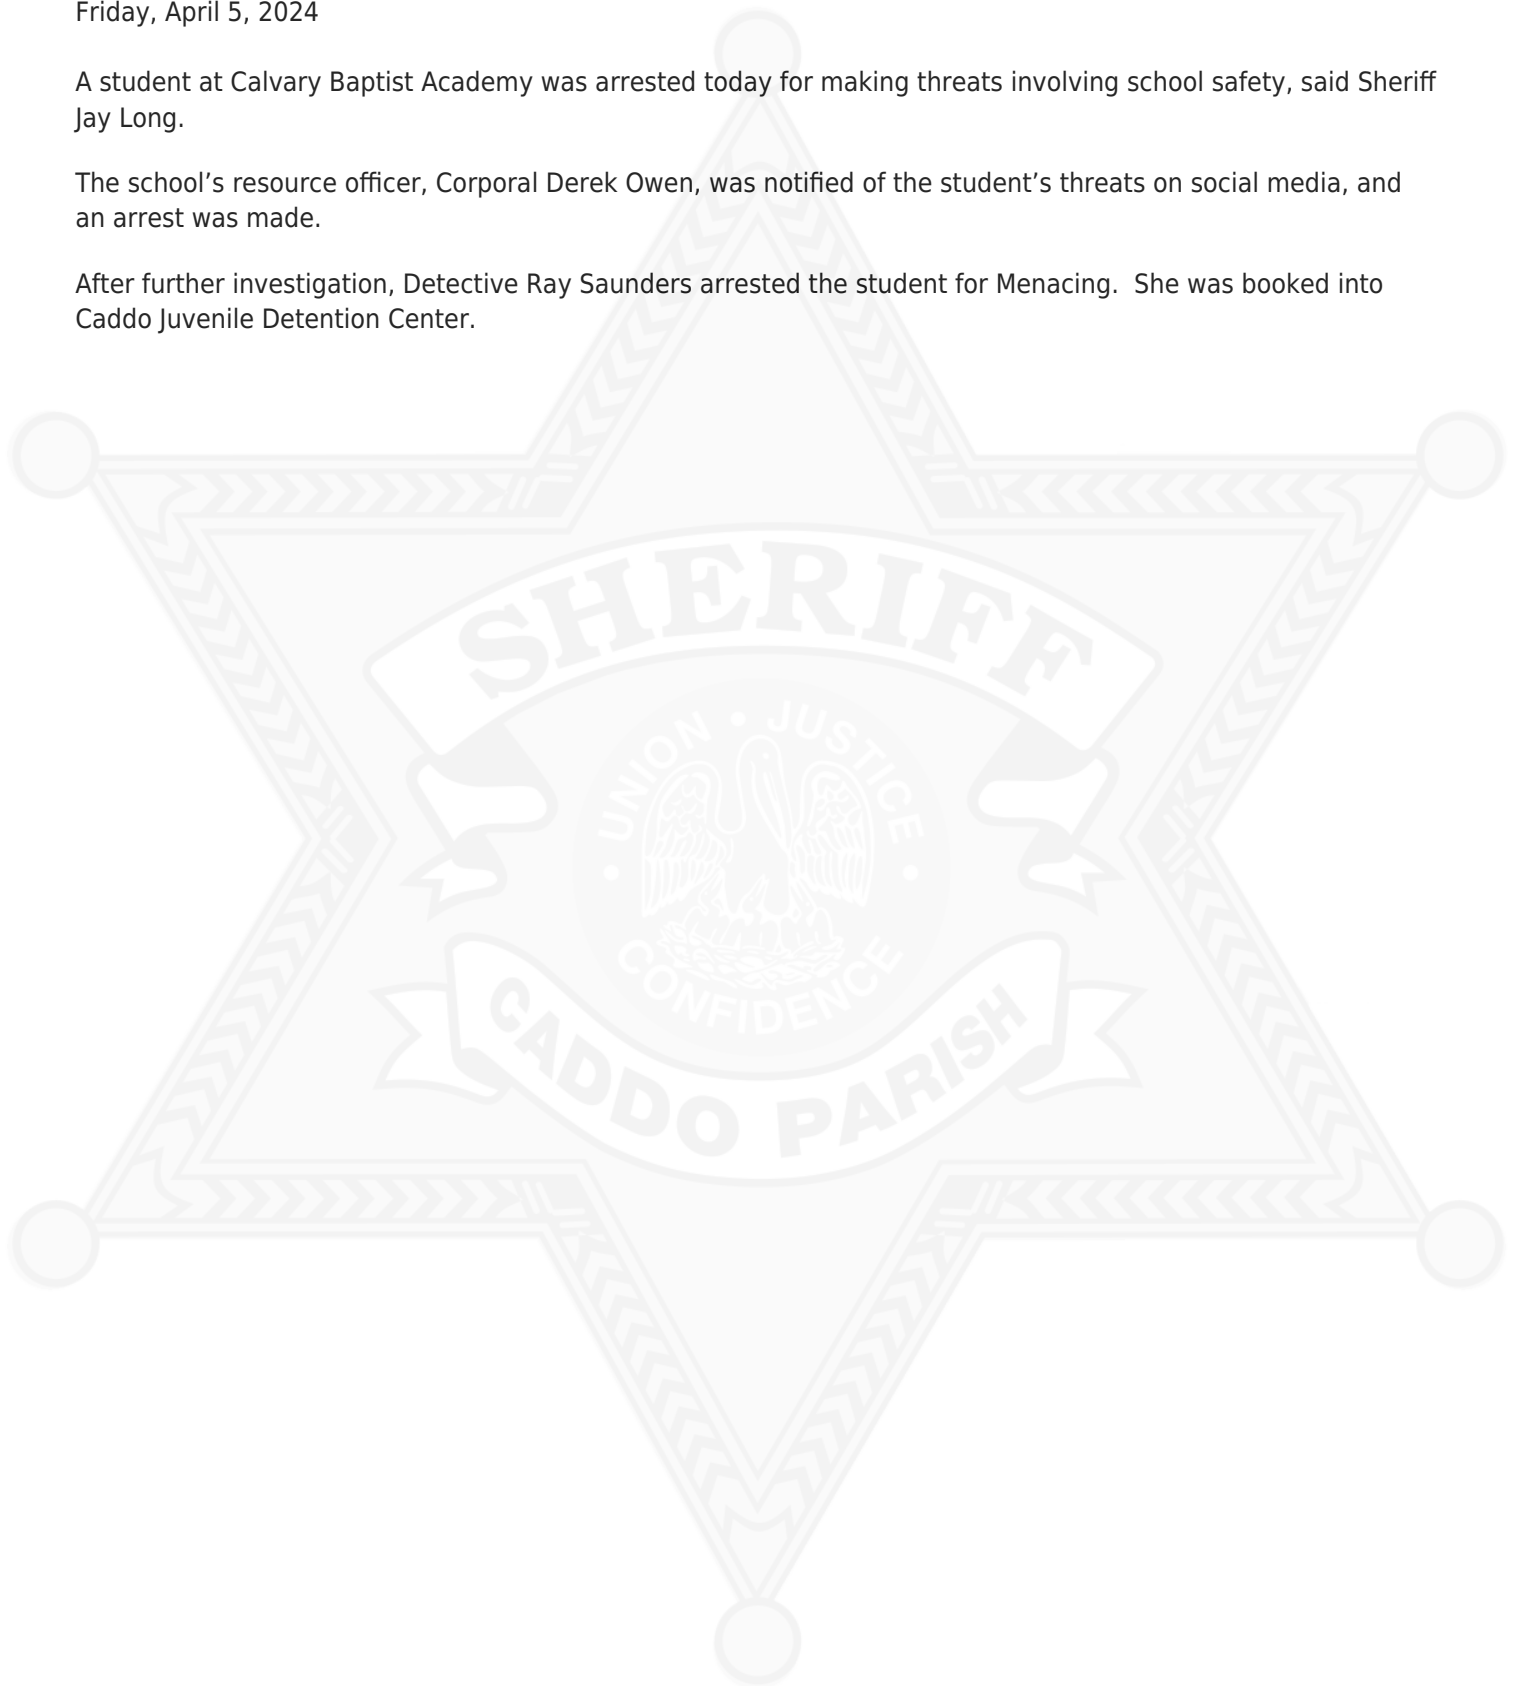 Friday, April 5, 2024
A student at Calvary Baptist Academy was arrested today for making threats involving school safety, said Sheriff
Jay Long.
The school’s resource officer, Corporal Derek Owen, was notified of the student’s threats on social media, and
an arrest was made.
After further investigation, Detective Ray Saunders arrested the student for Menacing.  She was booked into
Caddo Juvenile Detention Center.
SHERIFF
UNION • JUSTICE
• CONFIDENCE •
CADDO PARISH